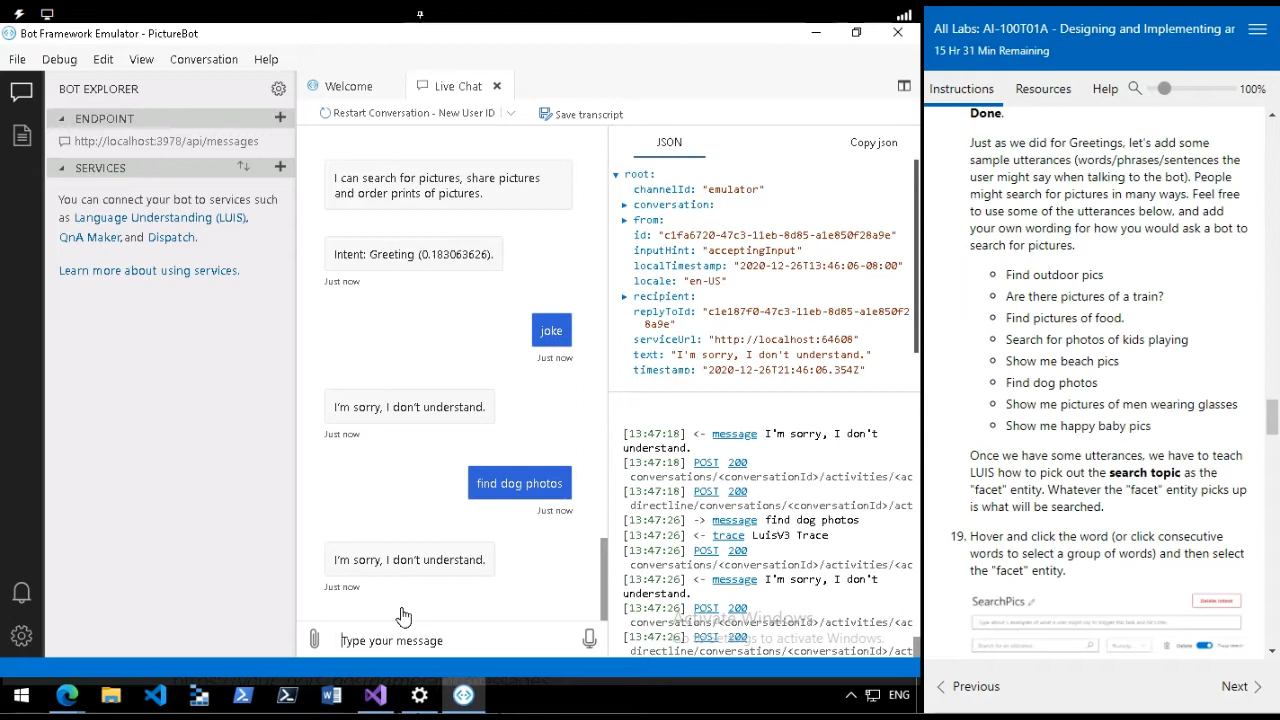 Bot Framework Emulator - PictureBot
File Debug Edit View Conversation Help
BOT EXPLORER
ENDPOINT
http://localhost:3978/api/messages
SERVICES
You can connect your bot to services such
as Language Understanding (LUIS),
QnA Maker, and Dispatch.
Learn more about using services.
Welcome
Live Chat
Restart Conversation - New User ID
Save transcript
I can search for pictures, share pictures
and order prints of pictures.
Intent: Greeting (0.183063626).
Just now
joke
Just now
I'm sorry, I don't understand.
Just now
find dog photos
Just now
I'm sorry, I don't understand.
Just now
Type your message
JSON
Copy json
root:
channelId: "emulator"
conversation:
from:
id: "c1fa6720-47c3-11eb-8d85-a1e850f28a9e"
inputHint: "acceptingInput"
localTimestamp: "2020-12-26T13:46:06-08:00"
locale: "en-US"
recipient:
replyToId: "c1e187f0-47c3-11eb-8d85-a1e850f2
8a9e"
serviceUrl: "http://localhost:64608"
text: "I'm sorry, I don't understand."
timestamp: "2020-12-26T21:46:06.354Z"
[13:47:18] <- message I'm sorry, I don't
understand.
[13:47:18] POST 200
conversations/<conversationId>/activities/<ac
[13:47:18] POST 200
directline/conversations/<conversationId>/act
[13:47:26] -> message find dog photos
[13:47:26] <- trace LuisV3 Trace
[13:47:26] POST 200
conversations/<conversationId>/activities/<ac
[13:47:26] <- message I'm sorry, I don't
understand.
[13:47:26] POST 200
conversations/<conversationId>/activities/<ac
[13:47:26] POST 200
directline/conversations/<conversationId>/act
Activate Windows
Go to Settings to activate Windows.
ENG
All Labs: AI-100T01A - Designing and Implementing ar
15 Hr 31 Min Remaining
Instructions Resources Help 100%
Done.
Just as we did for Greetings, let's add some
sample utterances (words/phrases/sentences the
user might say when talking to the bot). People
might search for pictures in many ways. Feel free
to use some of the utterances below, and add
your own wording for how you would ask a bot to
search for pictures.
Find outdoor pics
Are there pictures of a train?
Find pictures of food.
Search for photos of kids playing
Show me beach pics
Find dog photos
Show me pictures of men wearing glasses
Show me happy baby pics
Once we have some utterances, we have to teach
LUIS how to pick out the search topic as the
"facet" entity. Whatever the "facet" entity picks up
is what will be searched.
19. Hover and click the word (or click consecutive
words to select a group of words) and then select
the "facet" entity.
SearchPics
Previous
Next